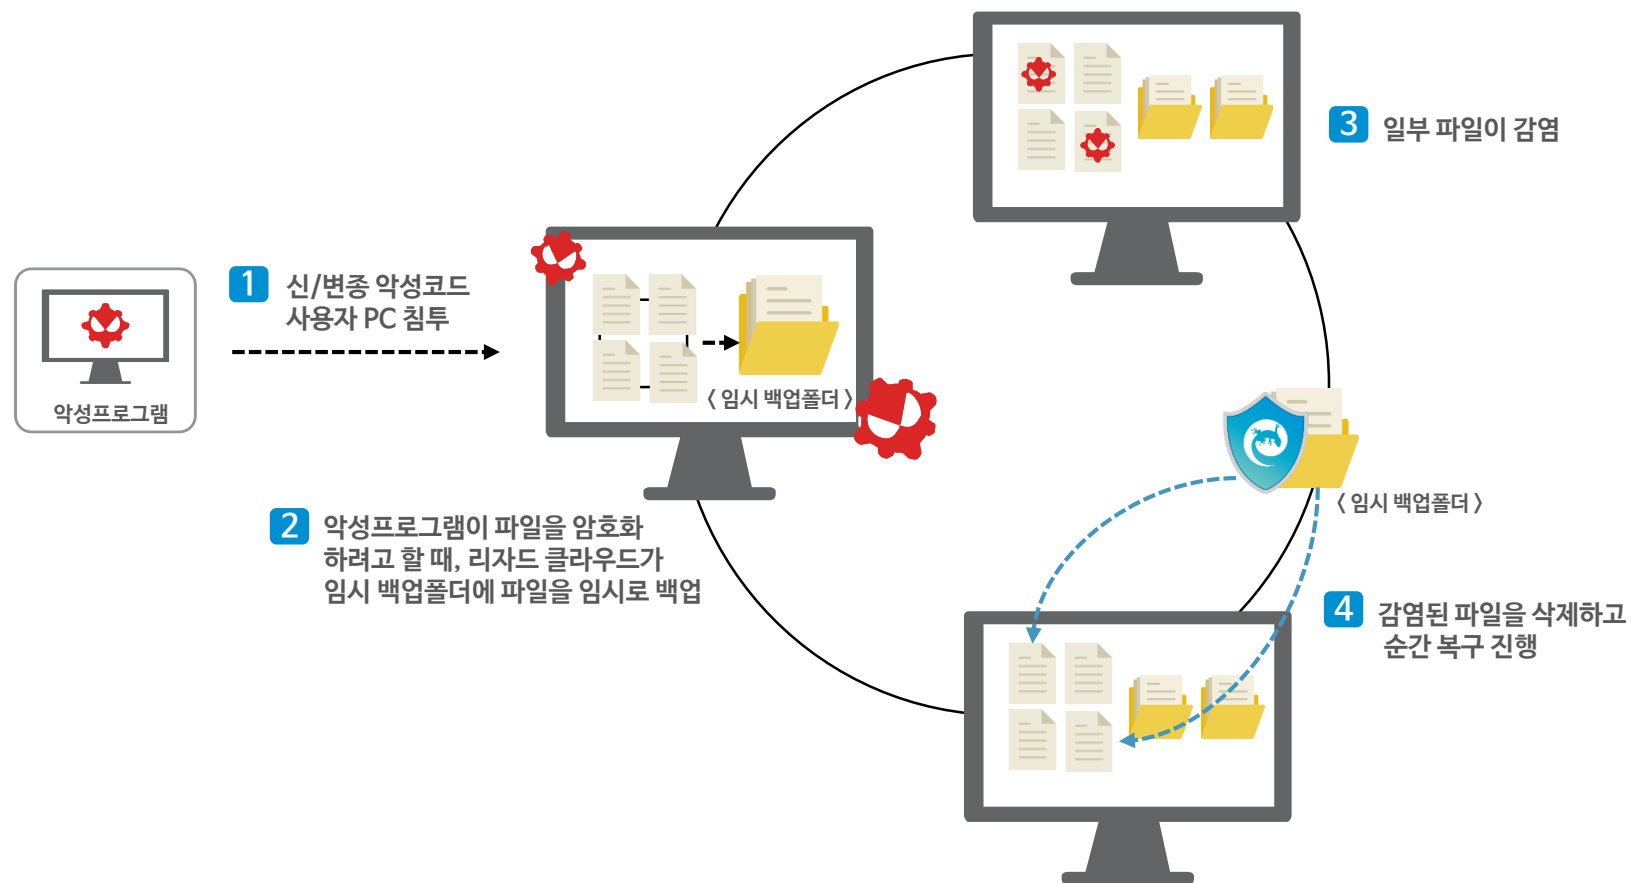 악성프로그램
1 신/변종 악성코드
사용자 PC 침투
2 악성프로그램이 파일을 암호화
하려고 할 때, 리자드 클라우드가
임시 백업폴더에 파일을 임시로 백업
< 임시 백업폴더 >
3 일부 파일이 감염
< 임시 백업폴더 >
4 감염된 파일을 삭제하고
순간 복구 진행